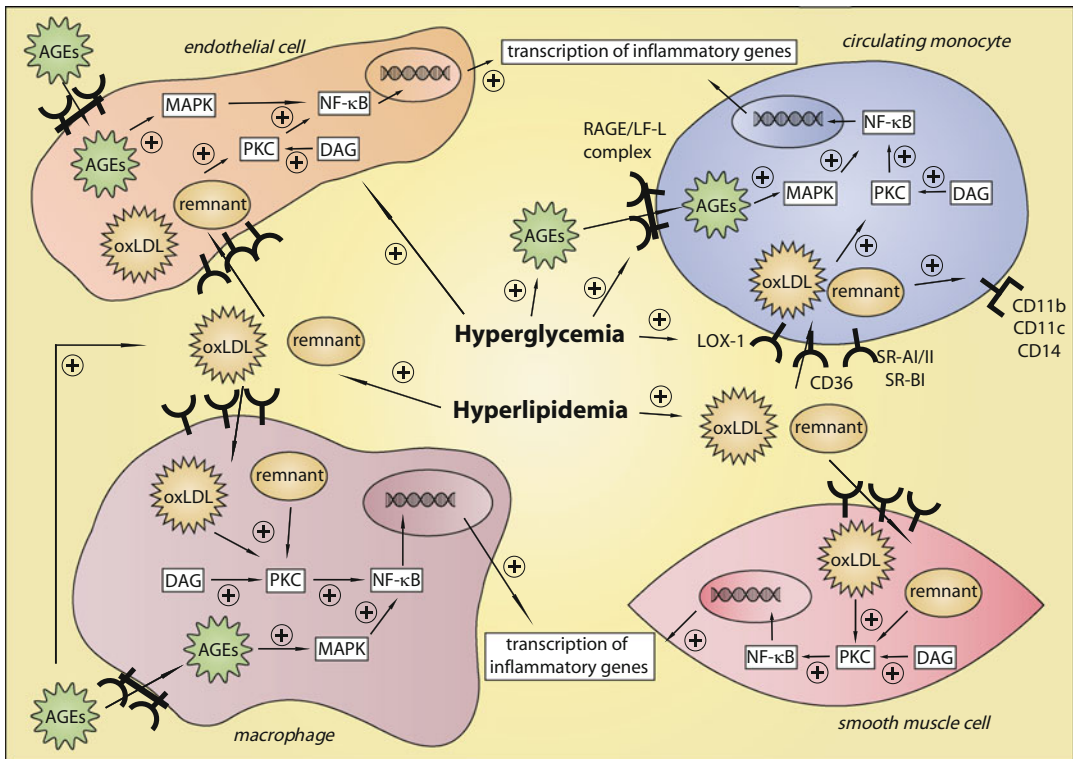 AGEs
endothelial cell
MAPK
NF-κB
AGEs
PKC
DAG
remnant
oxLDL
transcription of inflammatory genes
circulating monocyte
RAGE/LF-L
complex
NF-κB
AGEs
MAPK
PKC
DAG
AGEs
oxLDL
remnant
CD11b
CD11c
CD14
Hyperglycemia
LOX-1
CD36
SR-AI/II
SR-BI
oxLDL
remnant
Hyperlipidemia
oxLDL
remnant
oxLDL
remnant
DAG
PKC
NF-κB
AGEs
MAPK
AGEs
macrophage
transcription of
inflammatory genes
oxLDL
remnant
NF-κB
PKC
DAG
smooth muscle cell